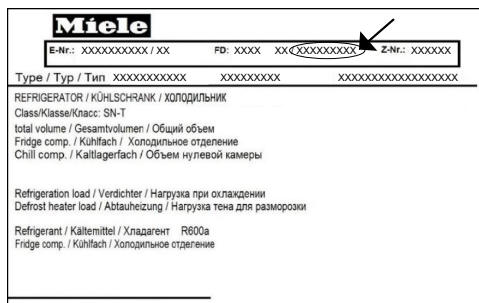 Miele
E-Nr.: XXXXXXXXXX / XX FD: XXXX XX XXXXXXXXX Z-Nr.: XXXXXX
Type / Typ / Тип XXXXXXXXXXX XXXXXXXXX XXXXXXXXXXXXXXXXXX
REFRIGERATOR / KÜHLSCHRANK / ХОЛОДИЛЬНИК
Class/Klasse/Класс: SN-T
total volume / Gesamtvolumen / Общий объем
Fridge comp. / Kühlfach / Холодильное отделение
Chill comp. / Kaltlagerfach / Объем нулевой камеры
Refrigeration load / Verdichter / Нагрузка при охлаждении
Defrost heater load / Abtauheizung / Нагрузка тена для разморозки
Refrigerant / Kältemittel / Хладагент R600a
Fridge comp. / Kühlfach / Холодильное отделение